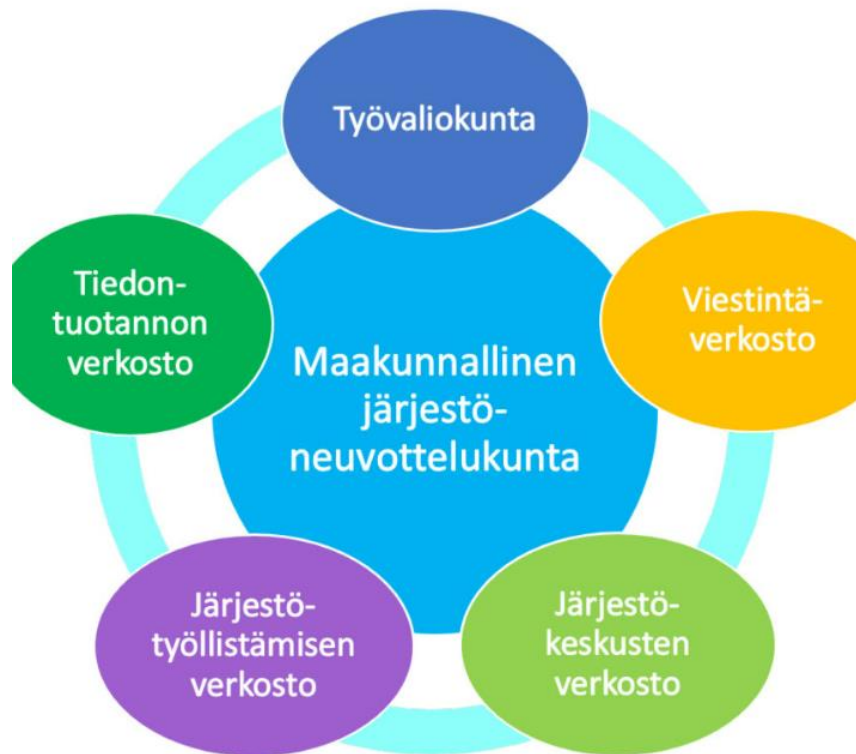 Työvaliokunta
Tiedon-
tuotannon
verkosto
Viestintä-
verkosto
Maakunnallinen
järjestö-
neuvottelukunta
Järjestö-
työllistämisen
verkosto
Järjestö-
keskusten
verkosto